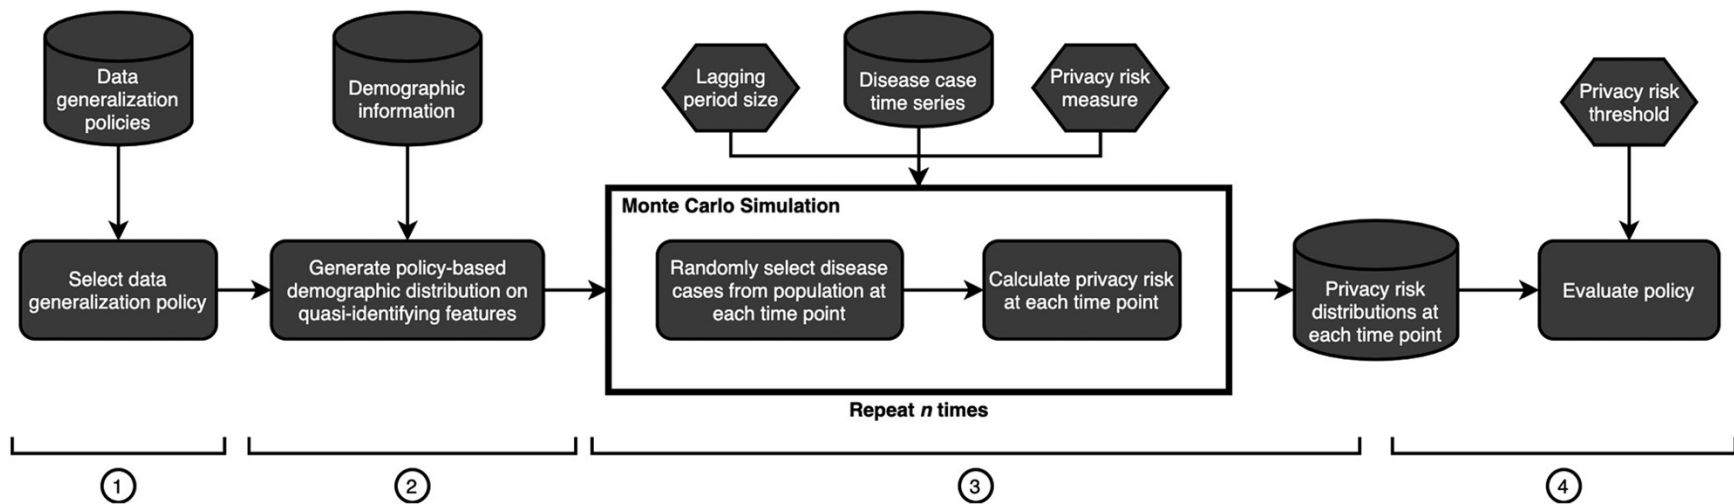 Data
generalization
policies
Demographic
information
Lagging
period size
Disease case
time series
Privacy risk
measure
Privacy risk
threshold
Monte Carlo Simulation
Select data
generalization policy
Generate policy-based
demographic distribution on
quasi-identifying features
Randomly select disease
cases from population at
each time point
Calculate privacy risk
at each time point
Privacy risk
distributions at
each time point
Evaluate policy
Repeat n times
1
2
3
4